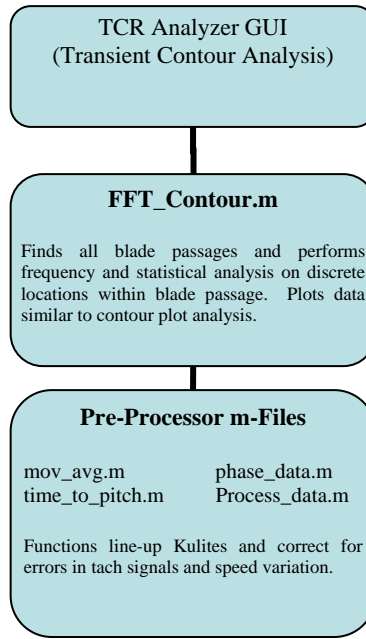 TCR Analyzer GUI
(Transient Contour Analysis)
FFT_Contour.m
Finds all blade passages and performs
frequency and statistical analysis on discrete
locations within blade passage. Plots data
similar to contour plot analysis.
Pre-Processor m-Files
mov_avg.m phase_data.m
time_to_pitch.m Process_data.m
Functions line-up Kulites and correct for
errors in tach signals and speed variation.